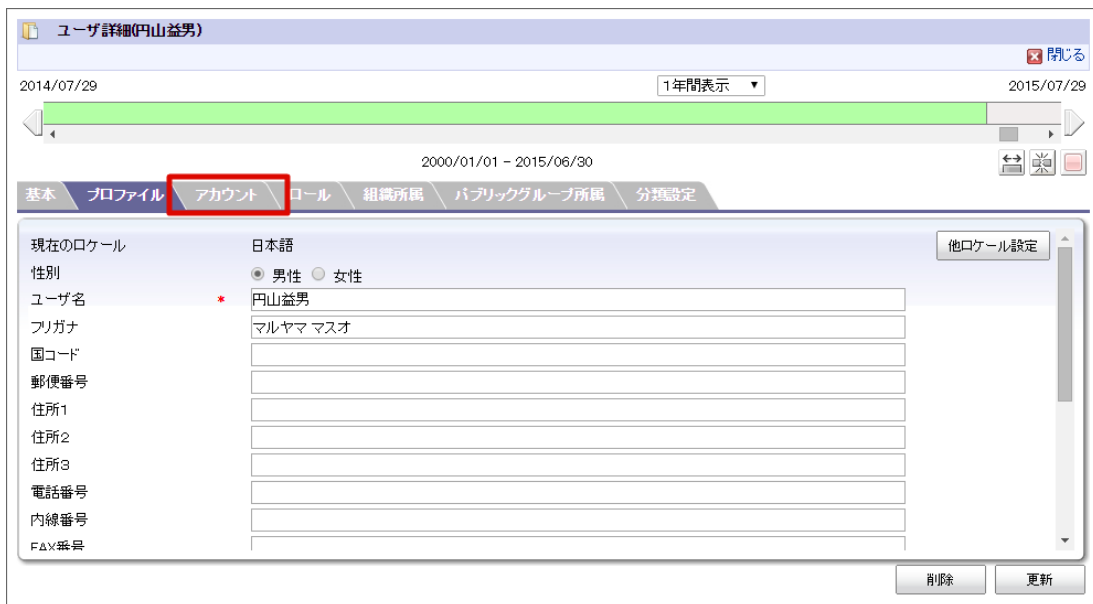 ユーザ詳細(円山益男)
閉じる
2014/07/29 1年間表示 2015/07/29
2000/01/01 - 2015/06/30
基本 プロファイル アカウント ロール 組織所属 パブリックグループ所属 分類設定
現在のロケール 日本語 他ロケール設定
性別 男性 女性
ユーザ名 * 円山益男
フリガナ マルヤマ マスオ
国コード
郵便番号
住所1
住所2
住所3
電話番号
内線番号
FAX番号
削除 更新